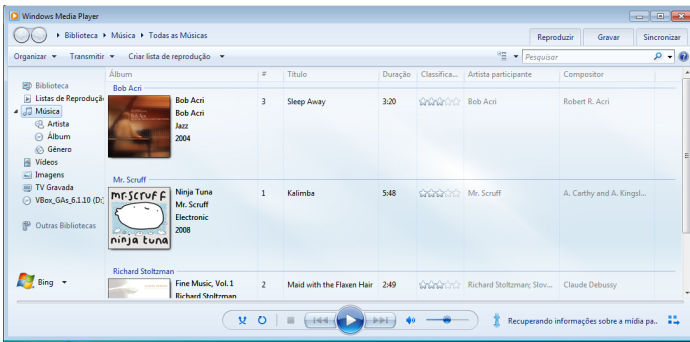 Windows Media Player
Biblioteca ▸ Música ▸ Todas as Músicas
Reproduzir Gravar Sincronizar
Organizar Transmitir Criar lista de reprodução Pesquisar
Álbum # Título Duração Classifica... Artista participante Compositor
Biblioteca
Listas de Reproduçã
Música
Artista
Álbum
Gênero
Vídeos
Imagens
TV Gravada
VBox_GAs_6.1.10 (D:)
Outras Bibliotecas
Bing
Bob Acri
Bob Acri 3 Sleep Away 3:20 Bob Acri Robert R. Acri
Bob Acri
Jazz
2004
Mr. Scruff
mr.scruff
ninja tuna
Ninja Tuna 1 Kalimba 5:48 Mr. Scruff A. Carthy and A. Kingsl...
Mr. Scruff
Electronic
2008
Richard Stoltzman
Fine Music, Vol. 1 2 Maid with the Flaxen Hair 2:49 Richard Stoltzman; Slov... Claude Debussy
Richard Stoltzman
Recuperando informações sobre a mídia pa...